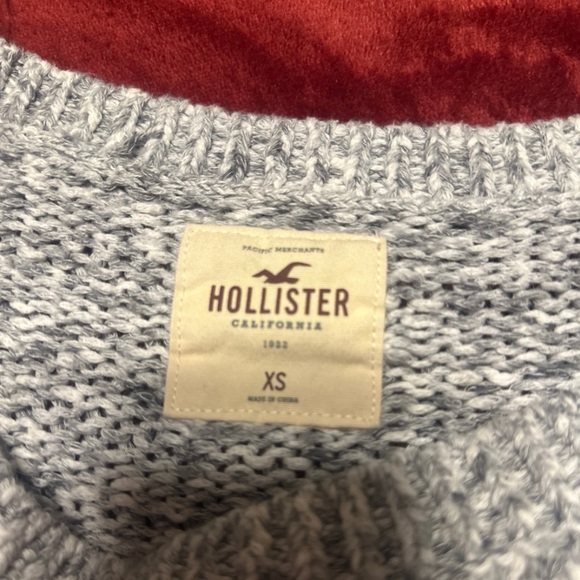 PACIFIC MERCHANTS
HOLLISTER
CALIFORNIA
1922
XS
MADE IN CHINA